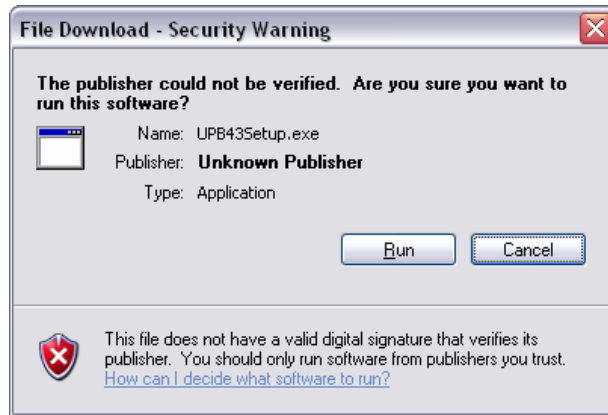 File Download - Security Warning
The publisher could not be verified. Are you sure you want to
run this software?
Name: UPB43Setup.exe
Publisher: Unknown Publisher
Type: Application
Run Cancel
This file does not have a valid digital signature that verifies its
publisher. You should only run software from publishers you trust.
How can I decide what software to run?